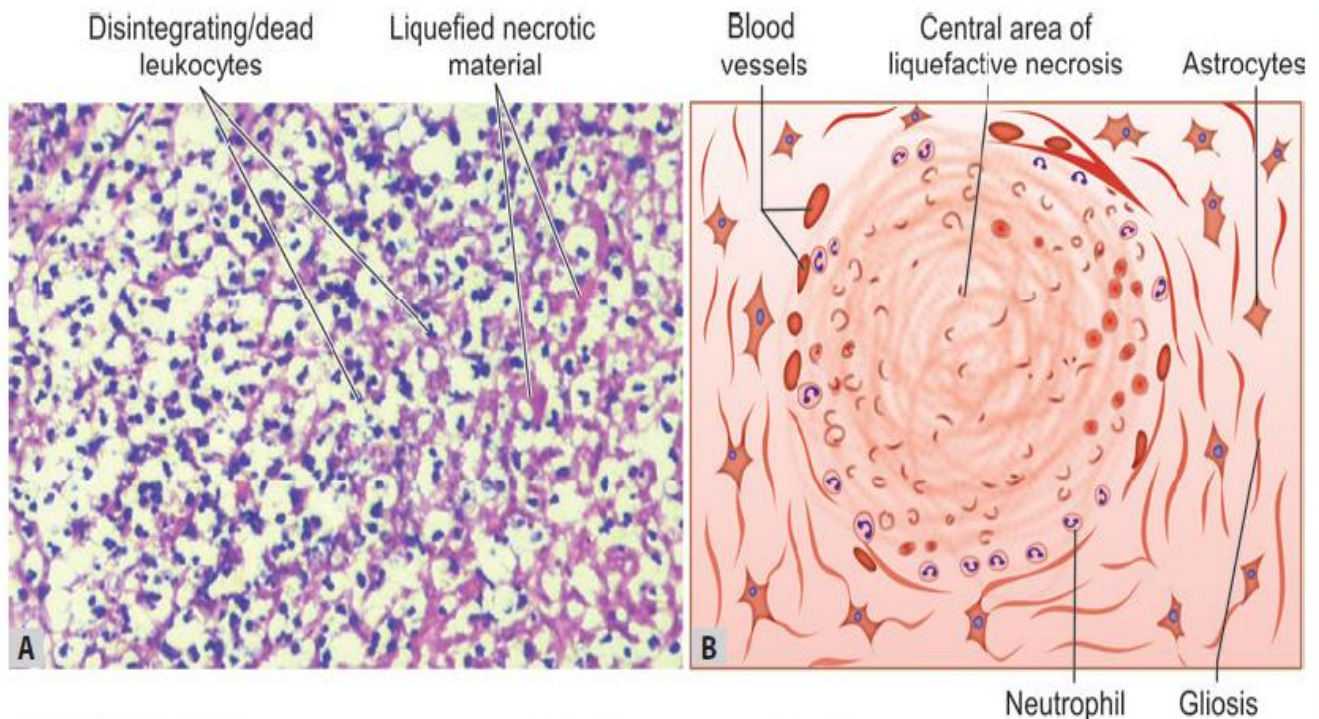 Disintegrating/dead
leukocytes
Liquefied necrotic
material
Blood
vessels
Central area of
liquefactive necrosis
Astrocytes
A
B
Neutrophil
Gliosis